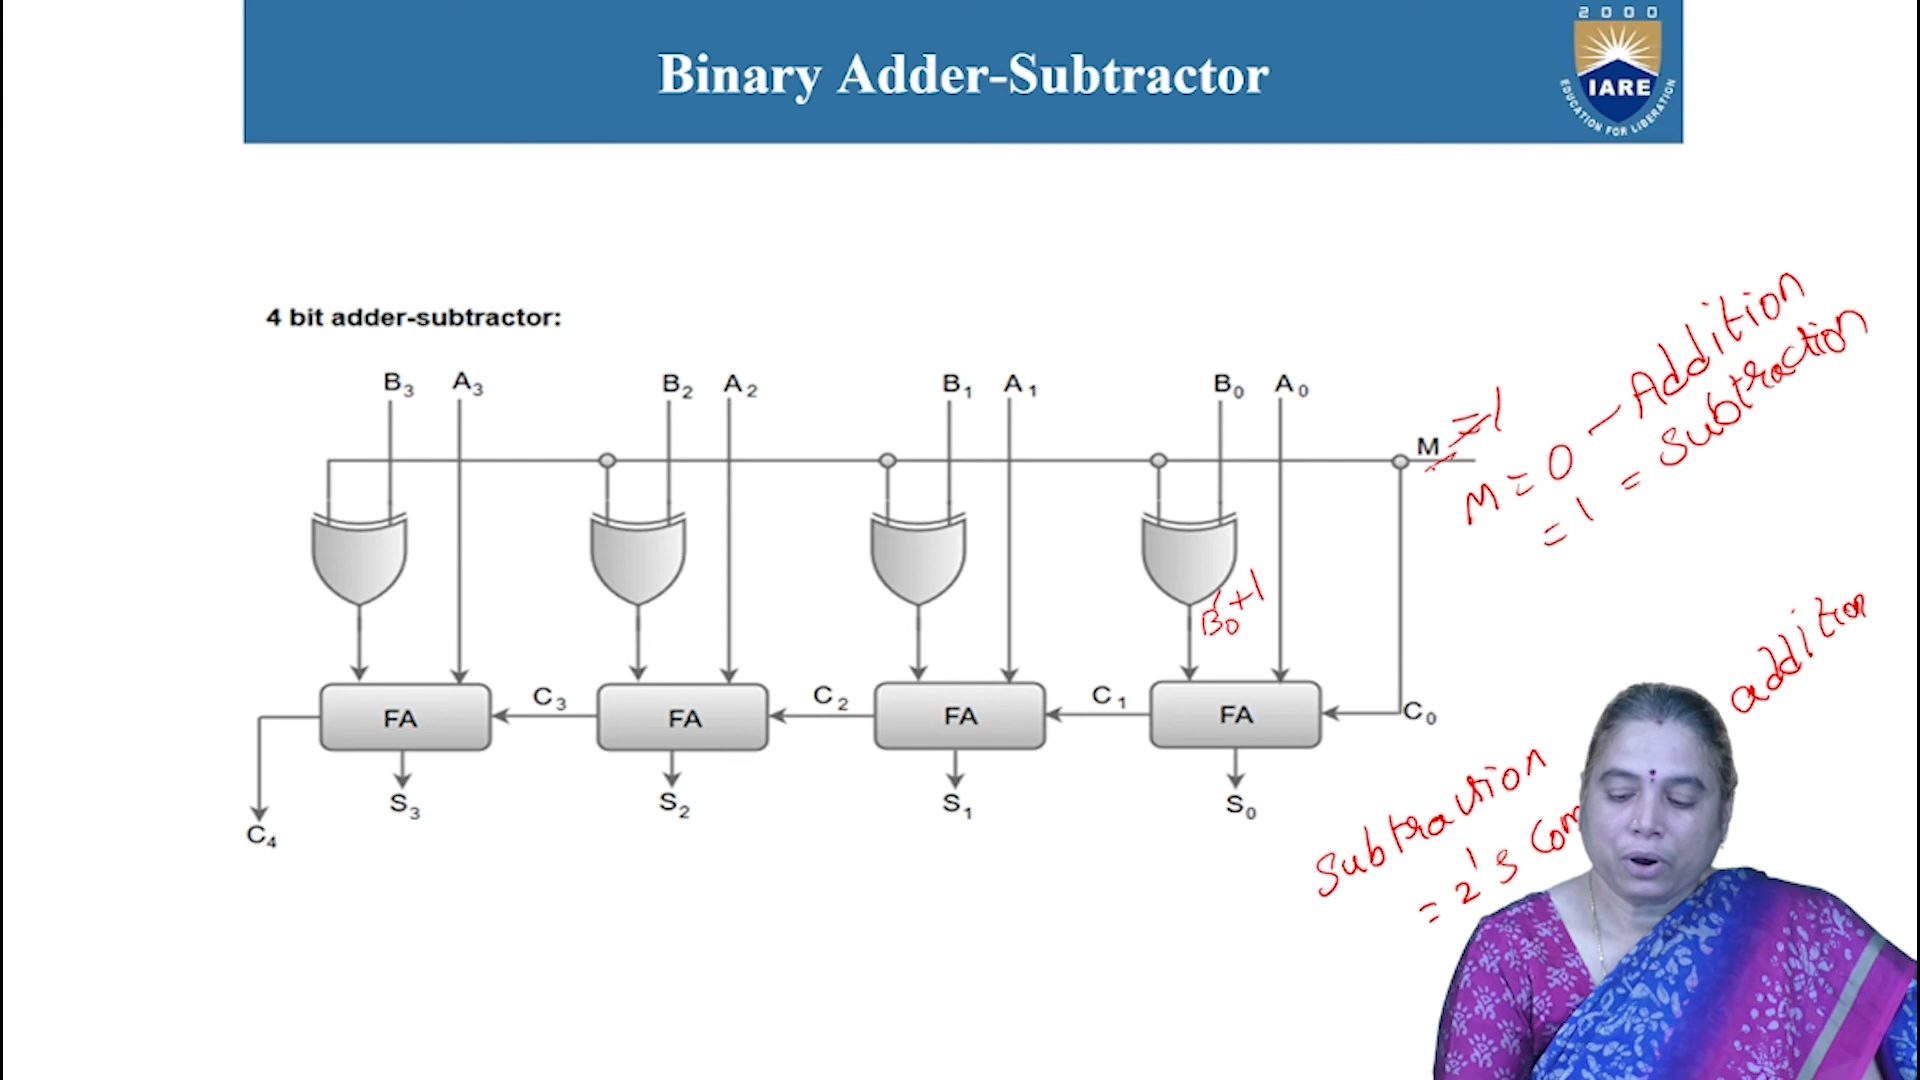 Binary Adder-Subtractor
2000
IARE
EDUCATION FOR LIBERATION
4 bit adder-subtractor:
B3 A3 B2 A2 B1 A1 B0 A0
M =1
M = 0 – Addition
= 1 = Subtraction
B0'+1
addition
FA C3 FA C2 FA C1 FA C0
S3 S2 S1 S0
C4
Subtraction
= 2's